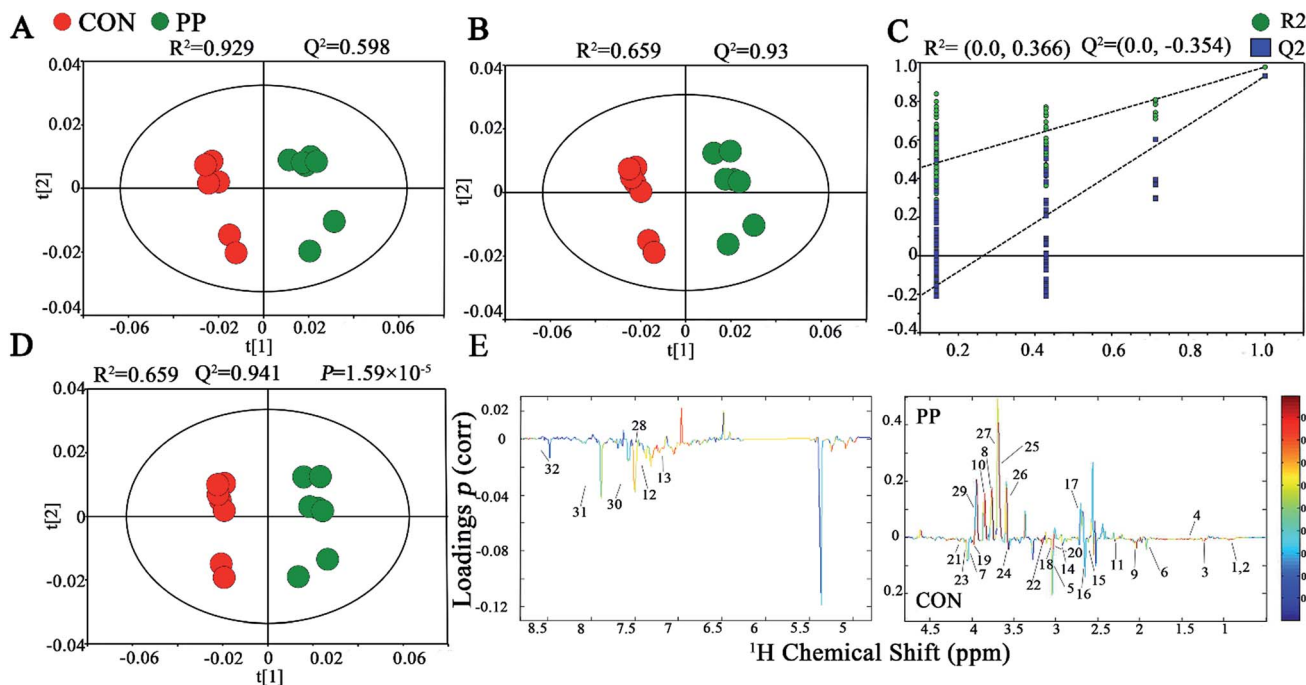 A
CON
PP
R²=0.929 Q²=0.598
0.04
0.02
0
-0.02
-0.04
t[2]
-0.06 -0.02 0 0.02 0.06
t[1]
B
R²=0.659 Q²=0.93
0.04
0.02
0
-0.02
-0.04
t[2]
-0.06 -0.02 0 0.02 0.06
t[1]
C
R2
Q2
R²= (0.0, 0.366) Q²=(0.0, -0.354)
1.0
0.8
0.6
0.4
0.2
0
-0.2
-0.4
0.2 0.4 0.6 0.8 1.0
D
R²=0.659 Q²=0.941 P=1.59×10⁻⁵
0.04
0.02
0
-0.02
-0.04
t[2]
-0.06 -0.02 0 0.02 0.06
t[1]
E
Loadings p (corr)
0.02
0
-0.04
-0.08
-0.12
28
32
12
13
30
31
8.5 8 7.5 7 6.5 6 5.5 5
0.4
0.2
0
0.2
PP
27
8
10
25
26
29
17
4
21
19
23
7
24
22
18
20
14
5
16
15
11
9
6
3
1,2
CON
4.5 4 3.5 3 2.5 2 1.5 1
¹H Chemical Shift (ppm)